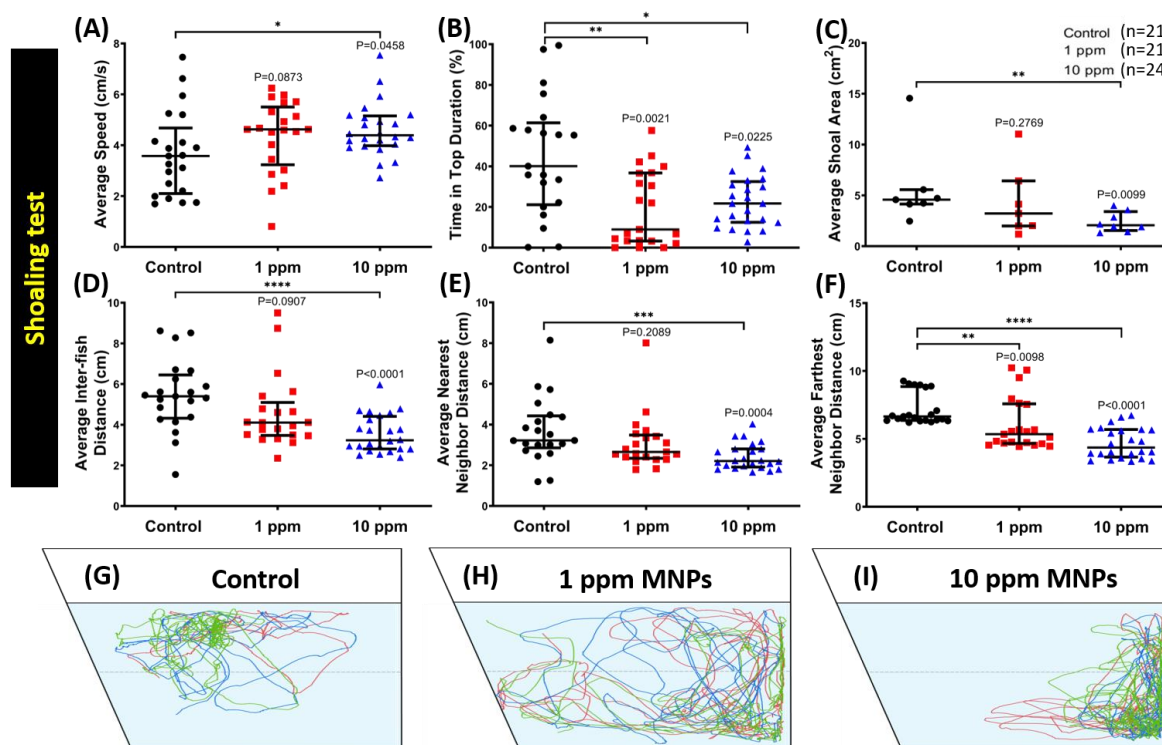 Shoaling test
(A)
Average Speed (cm/s)
8
6
4
2
0
*
P=0.0873
P=0.0458
Control
1 ppm
10 ppm
(B)
Time in Top Duration (%)
100
80
60
40
20
0
*
**
P=0.0021
P=0.0225
Control
1 ppm
10 ppm
(C)
Average Shoal Area (cm²)
20
15
10
5
0
Control (n=21
1 ppm (n=21
10 ppm (n=24
**
P=0.2769
P=0.0099
Control
1 ppm
10 ppm
(D)
Average Inter-fish
Distance (cm)
10
8
6
4
2
0
****
P=0.0907
P<0.0001
Control
1 ppm
10 ppm
(E)
Average Nearest
Neighbor Distance (cm)
10
8
6
4
2
0
***
P=0.2089
P=0.0004
Control
1 ppm
10 ppm
(F)
Average Farthest
Neighbor Distance (cm)
15
10
5
0
****
**
P=0.0098
P<0.0001
Control
1 ppm
10 ppm
(G) Control
(H) 1 ppm MNPs
(I) 10 ppm MNPs